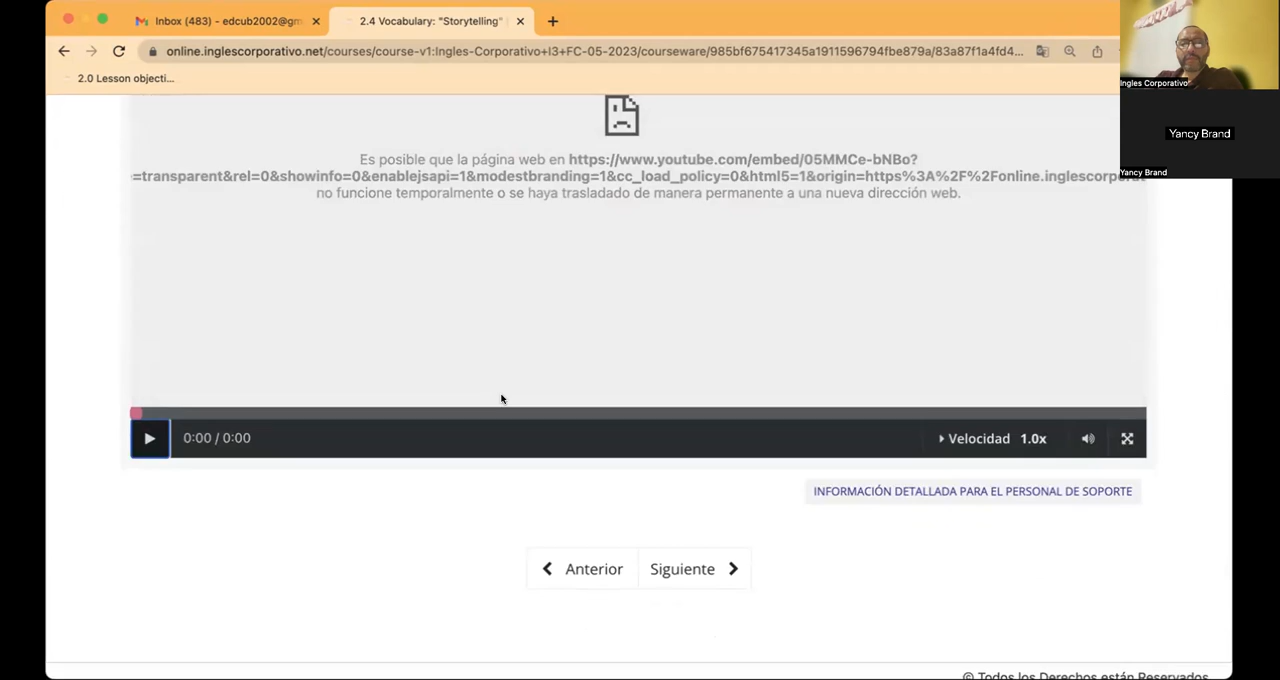 Inbox (483) - edcub2002@gm
2.4 Vocabulary: "Storytelling"
online.inglescorporativo.net/courses/course-v1:Ingles-Corporativo+I3+FC-05-2023/courseware/985bf675417345a1911596794fbe879a/83a87f1a4fd4...
2.0 Lesson objecti...
Ingles Corporativo
Yancy Brand
Yancy Brand
Es posible que la página web en https://www.youtube.com/embed/05MMCe-bNBo?
=transparent&rel=0&showinfo=0&enablejsapi=1&modestbranding=1&cc_load_policy=0&html5=1&origin=https%3A%2F%2Fonline.inglescorporat
no funcione temporalmente o se haya trasladado de manera permanente a una nueva dirección web.
0:00 / 0:00
Velocidad 1.0x
INFORMACIÓN DETALLADA PARA EL PERSONAL DE SOPORTE
Anterior
Siguiente
© Todos los Derechos están Reservados